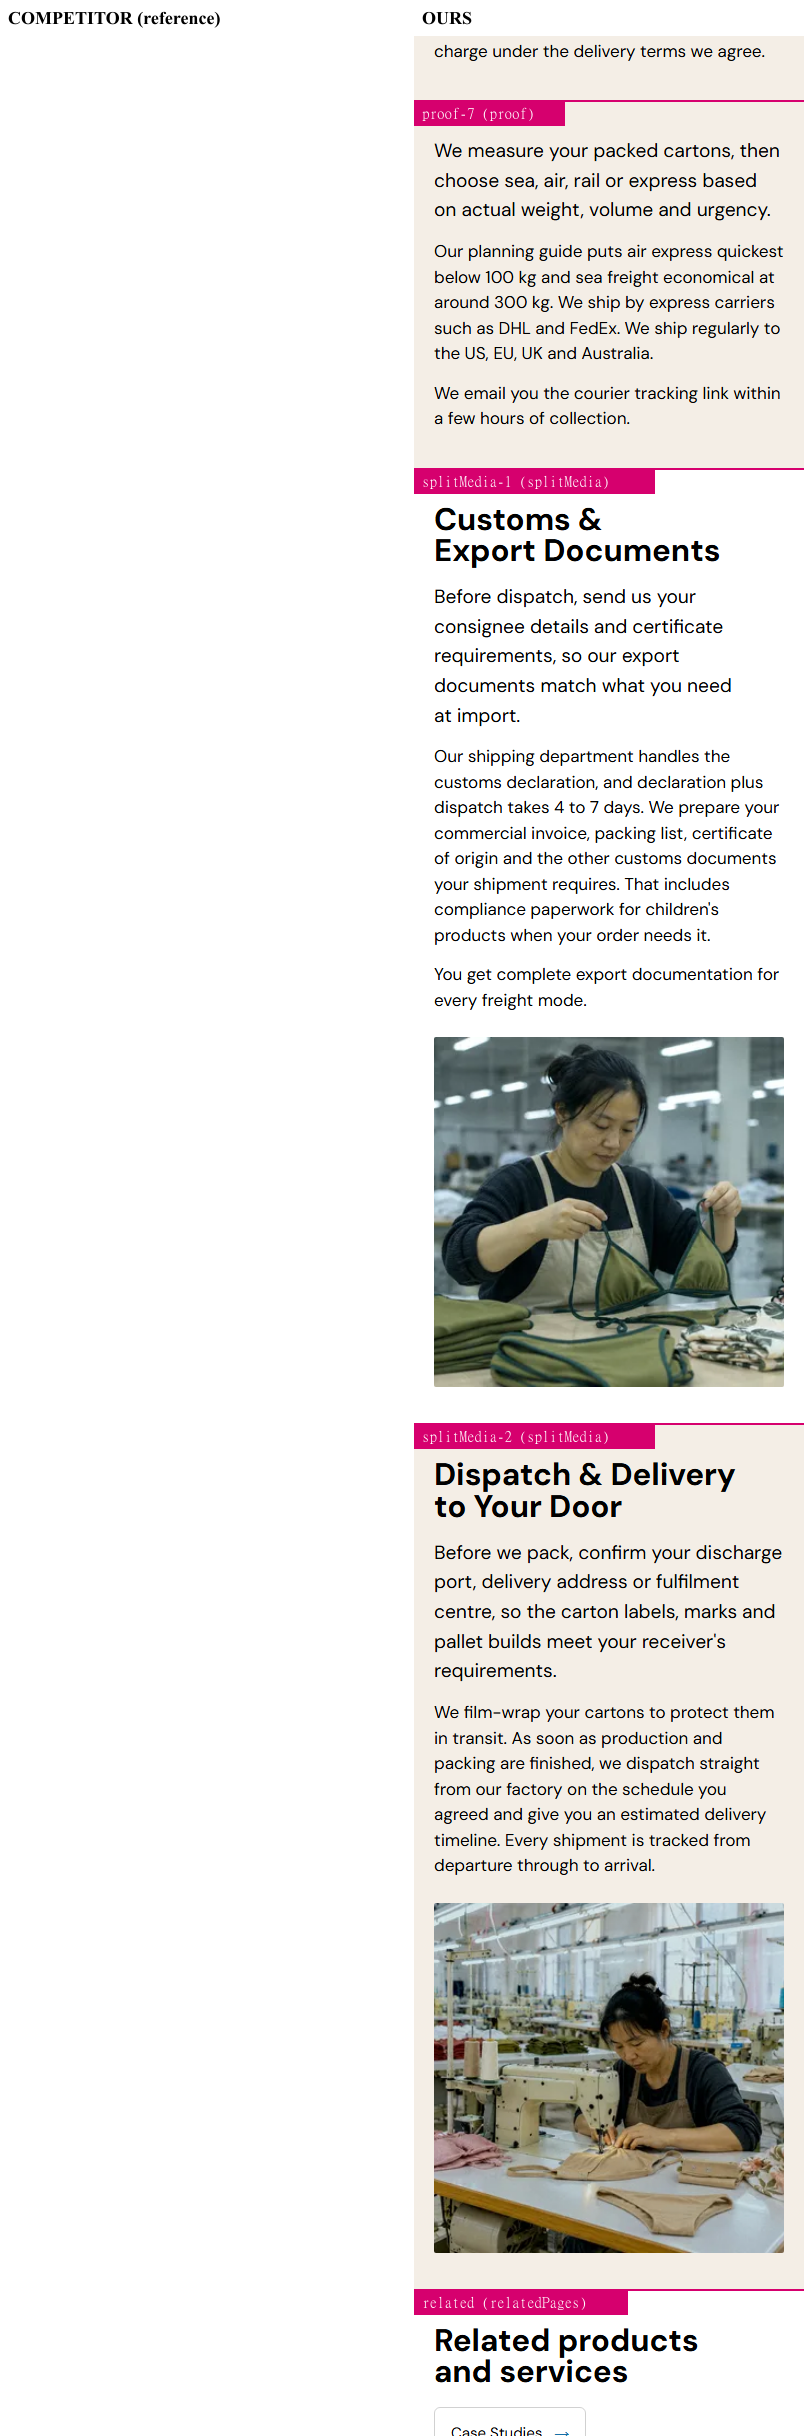 COMPETITOR (reference)
OURS
charge under the delivery terms we agree.
proof-7 (proof)
We measure your packed cartons, then
choose sea, air, rail or express based
on actual weight, volume and urgency.
Our planning guide puts air express quickest
below 100 kg and sea freight economical at
around 300 kg. We ship by express carriers
such as DHL and FedEx. We ship regularly to
the US, EU, UK and Australia.
We email you the courier tracking link within
a few hours of collection.
splitMedia-1 (splitMedia)
Customs &
Export Documents
Before dispatch, send us your
consignee details and certificate
requirements, so our export
documents match what you need
at import.
Our shipping department handles the
customs declaration, and declaration plus
dispatch takes 4 to 7 days. We prepare your
commercial invoice, packing list, certificate
of origin and the other customs documents
your shipment requires. That includes
compliance paperwork for children's
products when your order needs it.
You get complete export documentation for
every freight mode.
splitMedia-2 (splitMedia)
Dispatch & Delivery
to Your Door
Before we pack, confirm your discharge
port, delivery address or fulfilment
centre, so the carton labels, marks and
pallet builds meet your receiver's
requirements.
We film-wrap your cartons to protect them
in transit. As soon as production and
packing are finished, we dispatch straight
from our factory on the schedule you
agreed and give you an estimated delivery
timeline. Every shipment is tracked from
departure through to arrival.
related (relatedPages)
Related products
and services
Case Studies →